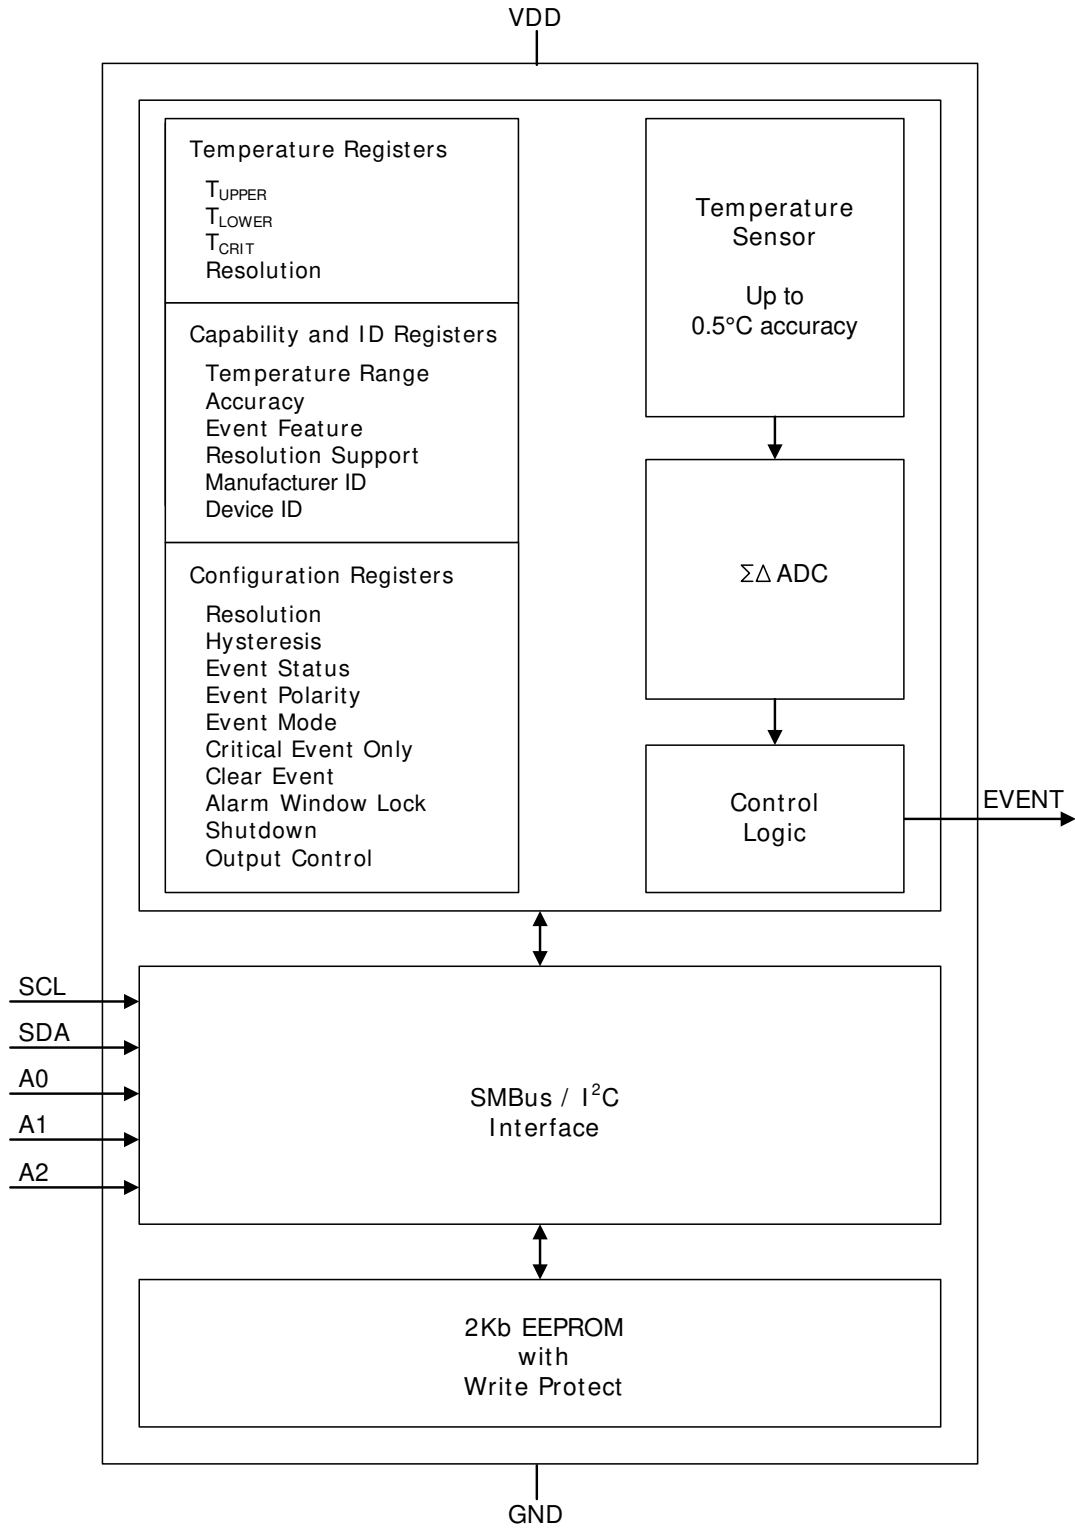 VDD
Temperature Registers
T_UPPER
T_LOWER
T_CRIT
Resolution
Capability and ID Registers
Temperature Range
Accuracy
Event Feature
Resolution Support
Manufacturer ID
Device ID
Configuration Registers
Resolution
Hysteresis
Event Status
Event Polarity
Event Mode
Critical Event Only
Clear Event
Alarm Window Lock
Shutdown
Output Control
Temperature
Sensor
Up to
0.5°C accuracy
ΣΔ ADC
Control
Logic
EVENT
SCL
SDA
A0
A1
A2
SMBus / I²C
Interface
2Kb EEPROM
with
Write Protect
GND